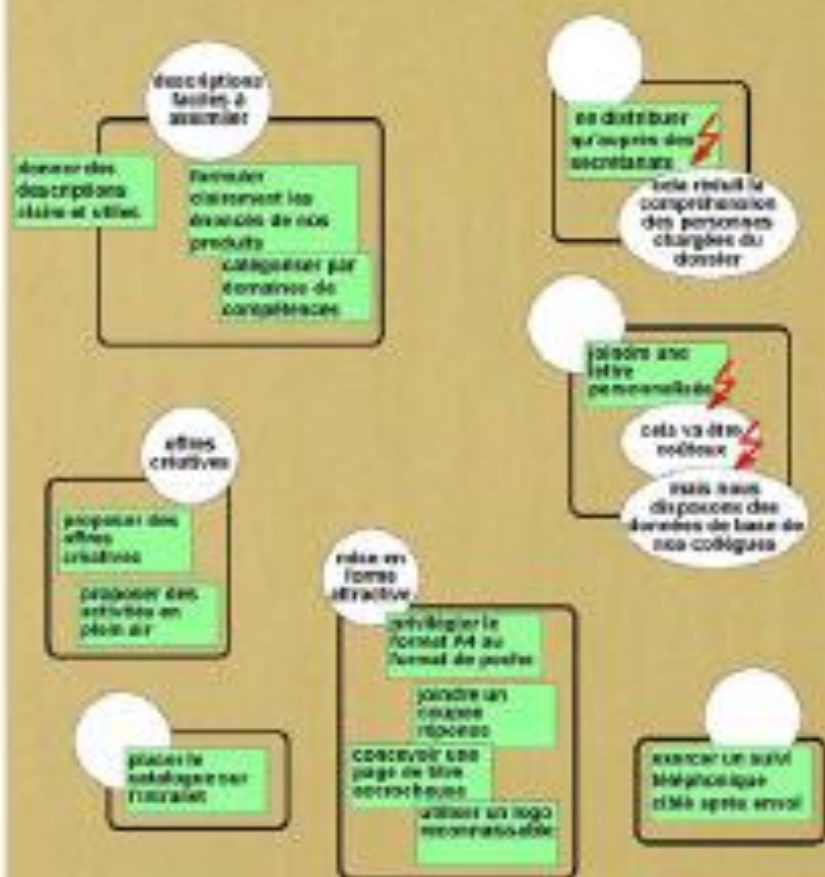 descriptions
faciles à
assimiler
donner des
descriptions
claires et utiles
formuler
clairement les
énoncés de nos
produits
catégoriser par
domaines de
compétences
ne distribuer
qu'auprès des
secrétariats
cela réduit la
compréhension
des personnes
chargées du
dossier
joindre une
lettre
personnalisée
cela va être
coûteux
mais nous
disposons des
données de base de
nos collègues
offres
créatives
proposer des
offres
créatives
proposer des
activités en
plein air
mise en
forme
attractive
privilégier le
format A4 au
format de poche
joindre un
coupon
réponse
concevoir une
page de titre
accrocheuse
utiliser un logo
reconnaissable
placer le
catalogue sur
l'intranet
exercer un suivi
téléphonique
ciblé après envoi